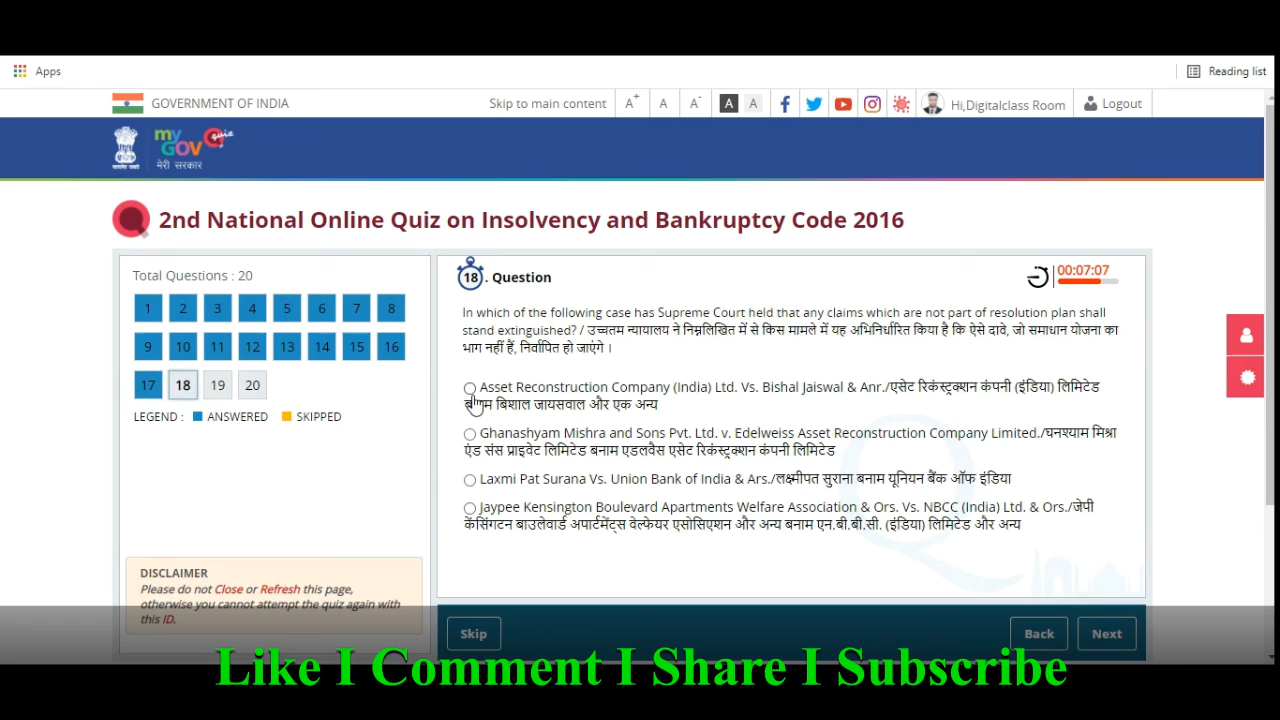 Apps
Reading list
GOVERNMENT OF INDIA
Skip to main content
A+ A A- A A
Hi,Digitalclass Room
Logout
my GOV quiz
मेरी सरकार
2nd National Online Quiz on Insolvency and Bankruptcy Code 2016
Total Questions : 20
1 2 3 4 5 6 7 8
9 10 11 12 13 14 15 16
17 18 19 20
LEGEND : ANSWERED SKIPPED
DISCLAIMER
Please do not Close or Refresh this page,
otherwise you cannot attempt the quiz again with
this ID.
18 . Question
00:07:07
In which of the following case has Supreme Court held that any claims which are not part of resolution plan shall
stand extinguished? / उच्चतम न्यायालय ने निम्नलिखित में से किस मामले में यह अभिनिर्धारित किया है कि ऐसे दावे, जो समाधान योजना का
भाग नहीं हैं, निर्वापित हो जाएंगे ।
Asset Reconstruction Company (India) Ltd. Vs. Bishal Jaiswal & Anr./एसेट रिकंस्ट्रक्शन कंपनी (इंडिया) लिमिटेड
बिशाल जायसवाल और एक अन्य
Ghanashyam Mishra and Sons Pvt. Ltd. v. Edelweiss Asset Reconstruction Company Limited./घनश्याम मिश्रा
एंड संस प्राइवेट लिमिटेड बनाम एडलवैस एसेट रिकंस्ट्रक्शन कंपनी लिमिटेड
Laxmi Pat Surana Vs. Union Bank of India & Ars./लक्ष्मीपत सुराना बनाम यूनियन बैंक ऑफ इंडिया
Jaypee Kensington Boulevard Apartments Welfare Association & Ors. Vs. NBCC (India) Ltd. & Ors./जेपी
केंसिंगटन बाउलेवार्ड अपार्टमेंट्स वेल्फेयर एसोसिएशन और अन्य बनाम एन.बी.बी.सी. (इंडिया) लिमिटेड और अन्य
Skip
Back
Next
Like I Comment I Share I Subscribe